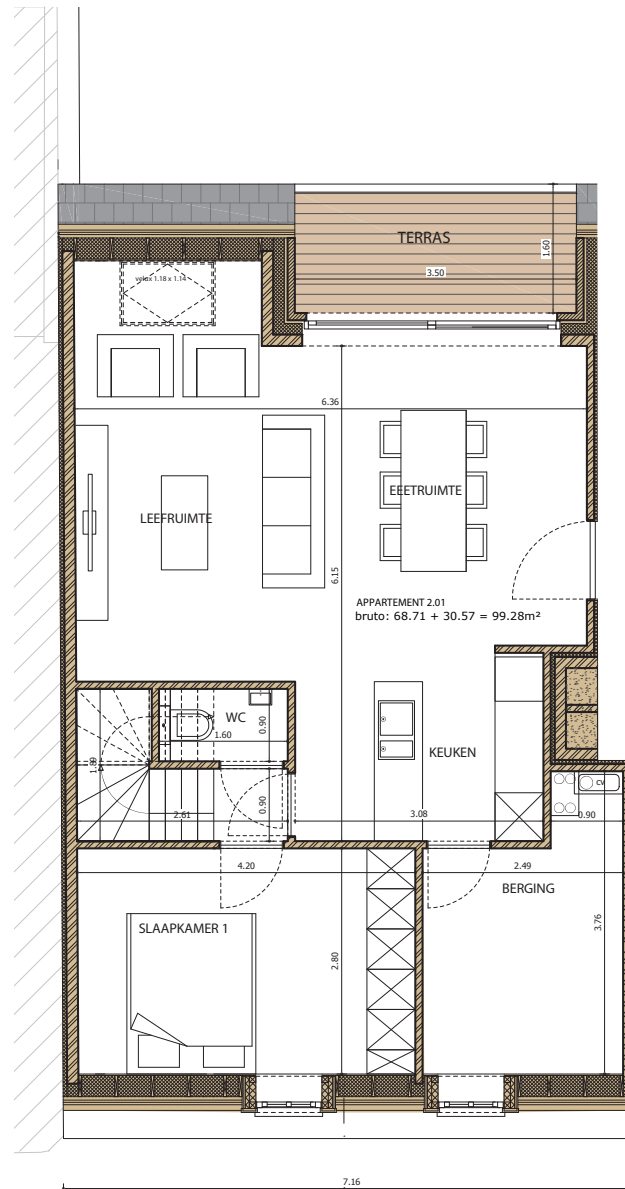 TERRAS
1.60
3.50
velux 1.18 x 1.14
6.36
LEEFRUIMTE
EEETRUIMTE
6.15
APPARTEMENT 2.01
bruto: 68.71 + 30.57 = 99.28m²
WC
0.90
1.60
KEUKEN
1.89
CV
0.90
2.61
3.08
0.90
4.20
2.49
BERGING
SLAAPKAMER 1
3.76
2.80
7.16